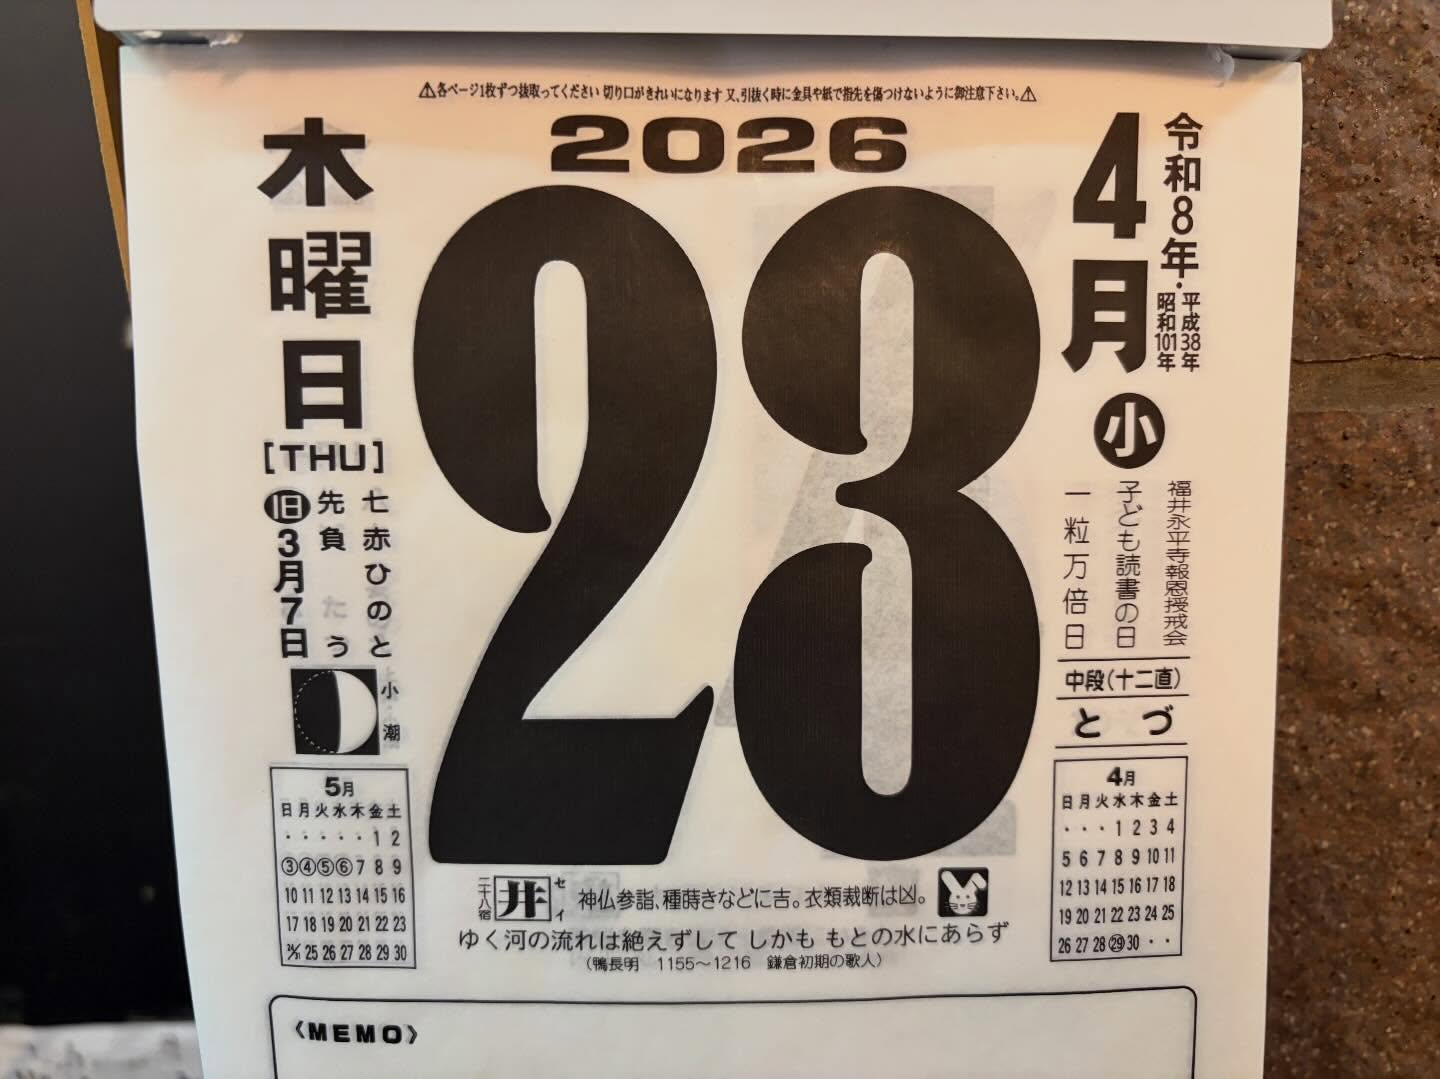 ⚠各ページ1枚ずつ抜取ってください 切り口がきれいになります 又、引抜く時に金具や紙で指先を傷つけないように御注意下さい。⚠
2026
4月
小
令和8年・平成38年
昭和101年
23
木曜日
[THU]
七赤ひのとう
先負
旧3月7日
小潮
福井永平寺報恩授戒会
子ども読書の日
一粒万倍日
中段(十二直)
とづ
5月
日月火水木金土
・・・・・1 2
③④⑤⑥7 8 9
10 11 12 13 14 15 16
17 18 19 20 21 22 23
24/31 25 26 27 28 29 30
4月
日月火水木金土
・・・1 2 3 4
5 6 7 8 9 10 11
12 13 14 15 16 17 18
19 20 21 22 23 24 25
26 27 28 ㉙ 30 ・・
二十八宿 井 セイ 神仏参詣、種蒔きなどに吉。衣類裁断は凶。
ゆく河の流れは絶えずして しかも もとの水にあらず
(鴨長明 1155～1216 鎌倉初期の歌人)
〈MEMO〉